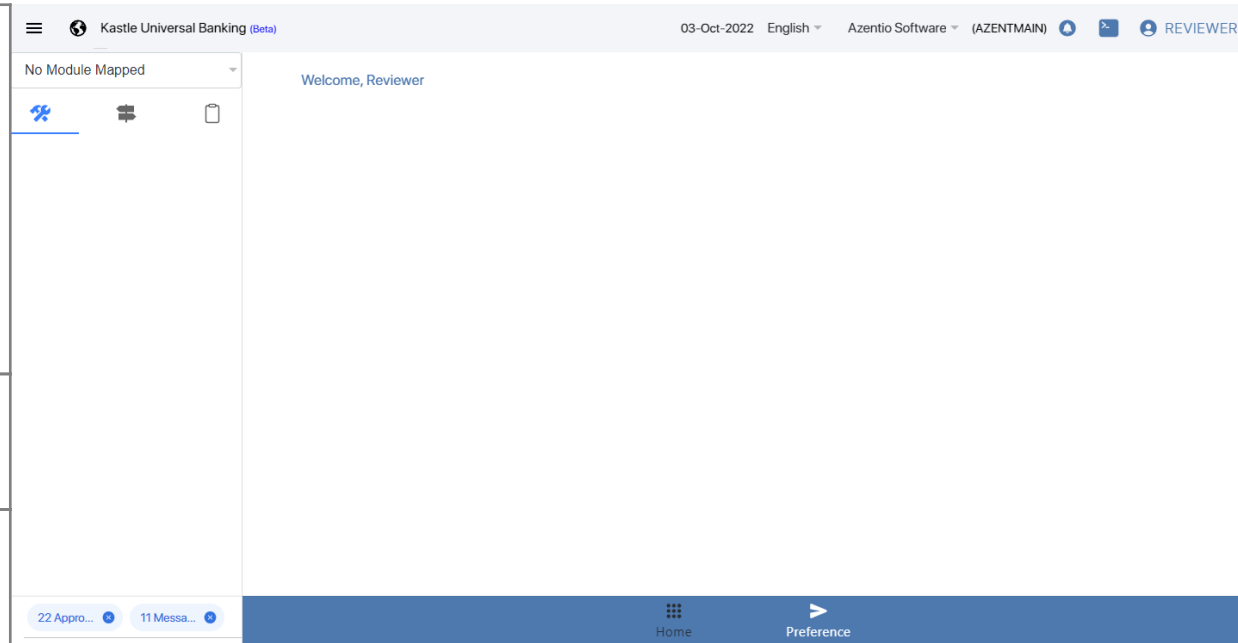 Kastle Universal Banking (Beta) 03-Oct-2022 English Azentio Software (AZENTMAIN) REVIEWER
No Module Mapped
Welcome, Reviewer
22 Appro... 11 Messa...
Home Preference